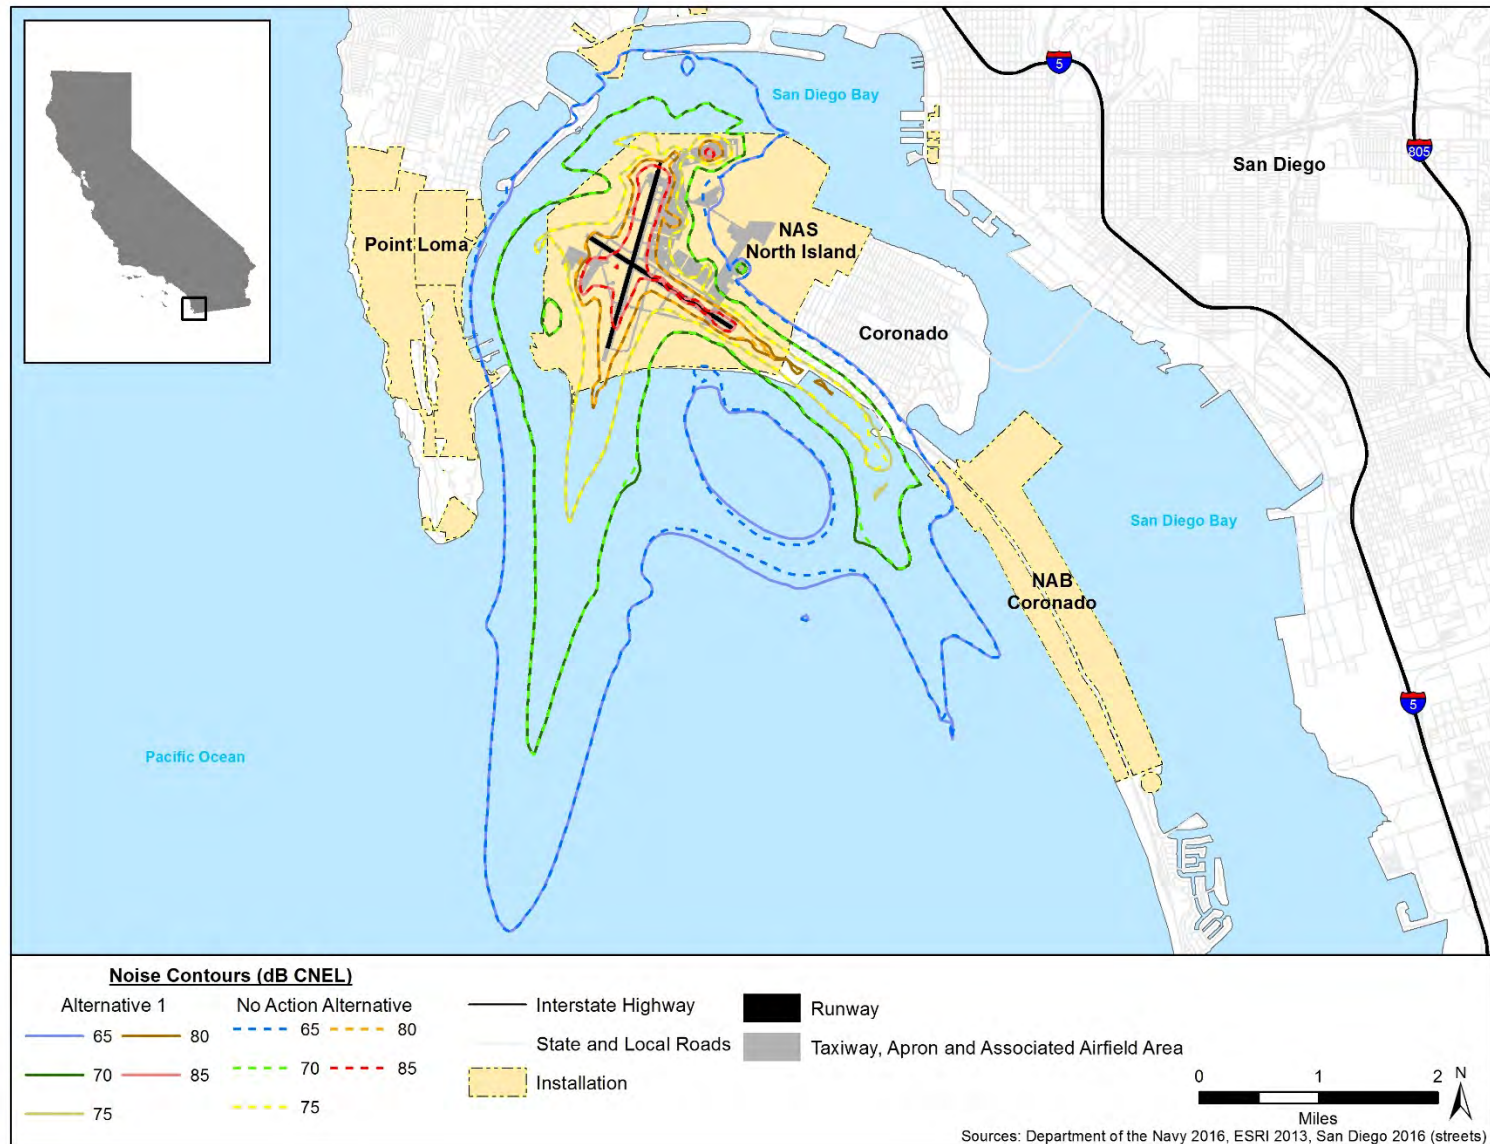 5
San Diego Bay
805
San Diego
Point Loma
NAS
North Island
Coronado
San Diego Bay
NAB
Coronado
5
Pacific Ocean
Noise Contours (dB CNEL)
Alternative 1
65
80
70
85
75
No Action Alternative
65
80
70
85
75
Interstate Highway
State and Local Roads
Installation
Runway
Taxiway, Apron and Associated Airfield Area
0 1 2
Miles
N
Sources: Department of the Navy 2016, ESRI 2013, San Diego 2016 (streets)